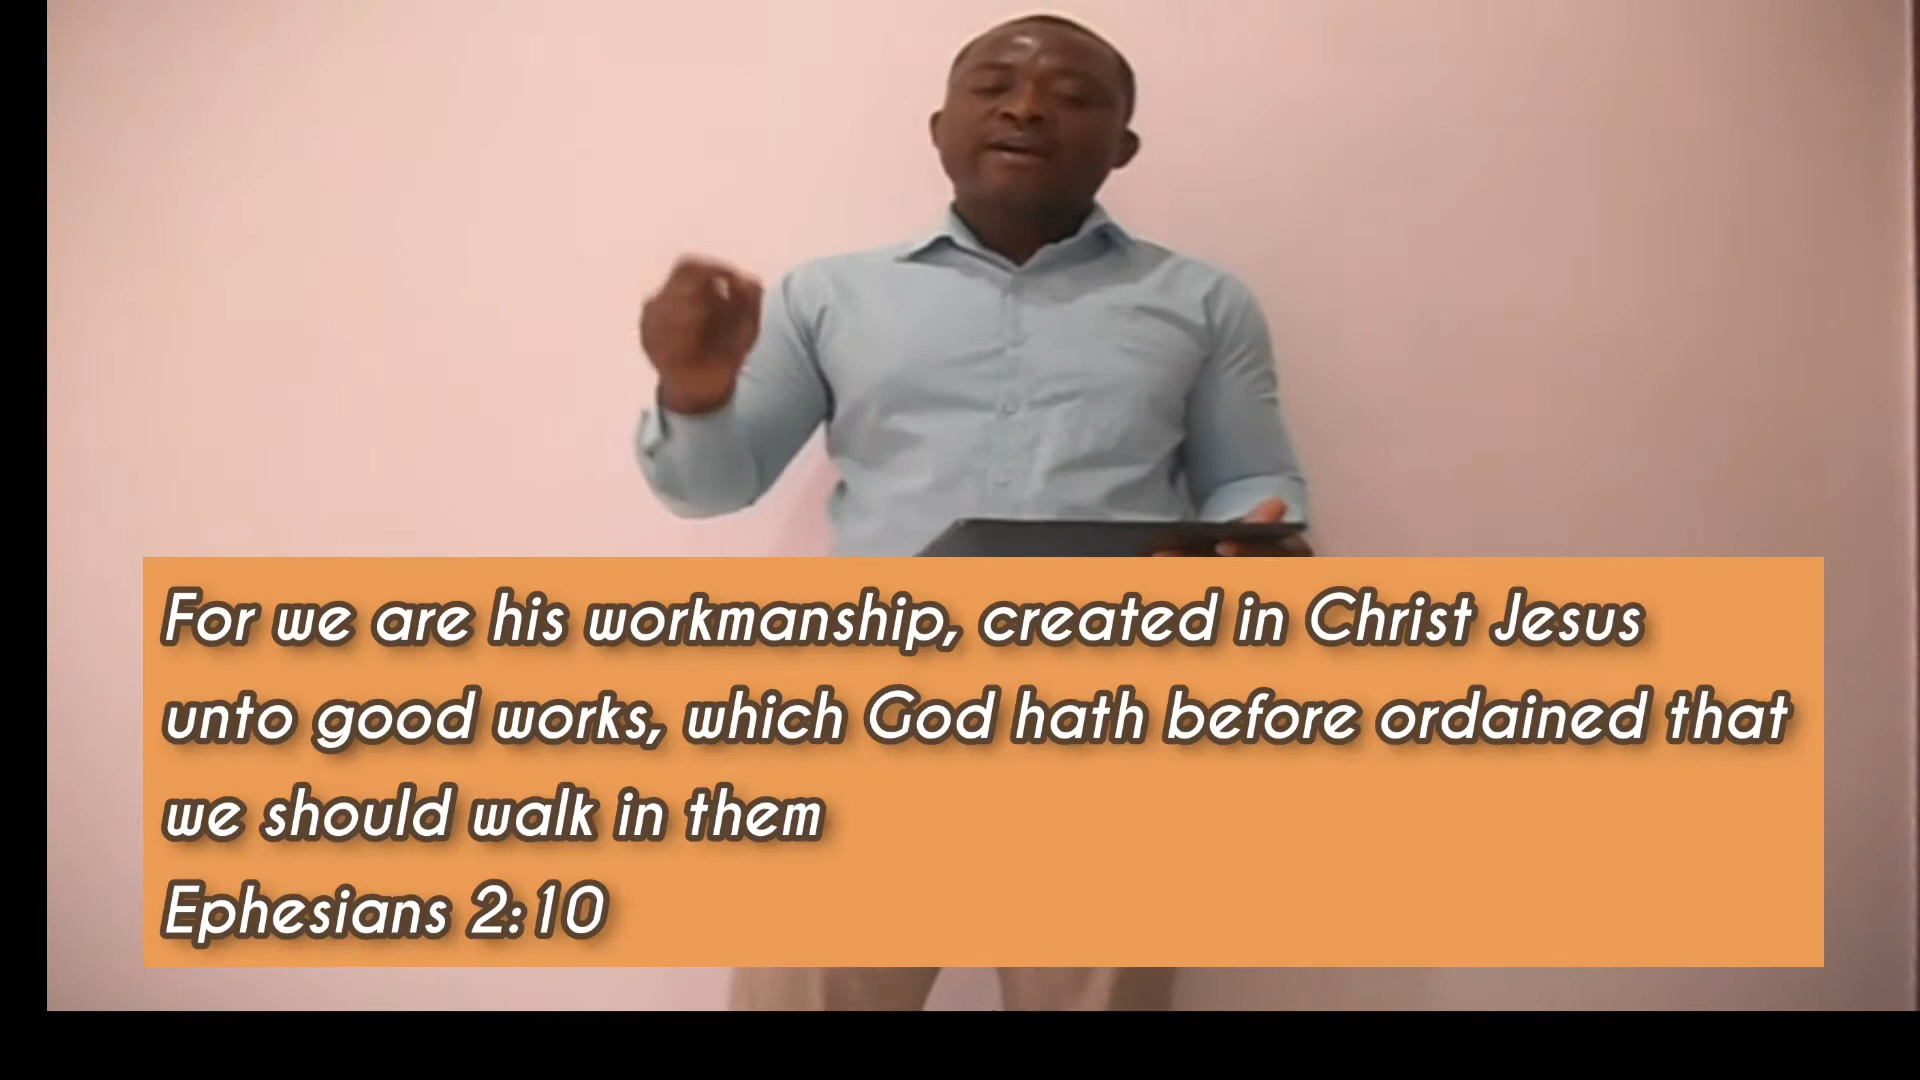 For we are his workmanship, created in Christ Jesus
unto good works, which God hath before ordained that
we should walk in them
Ephesians 2:10